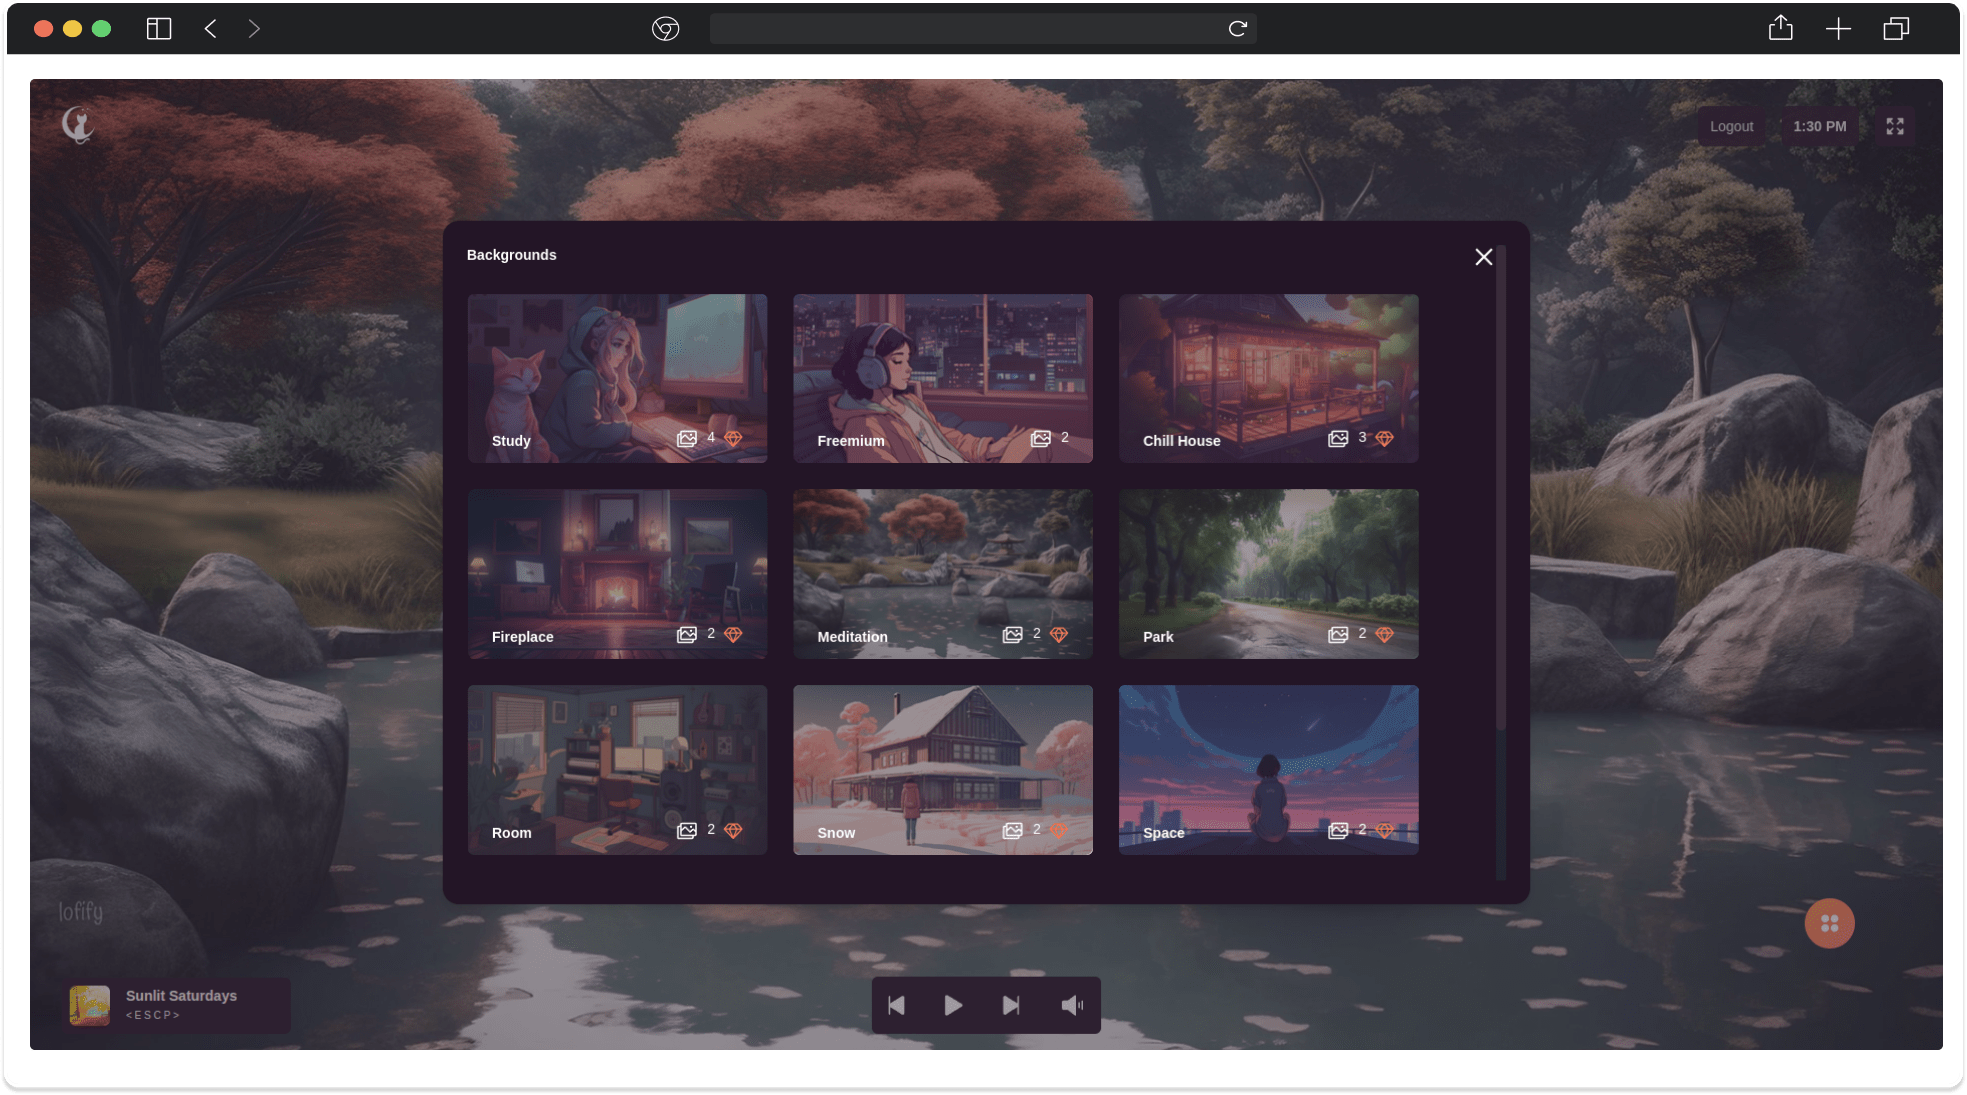 Logout
1:30 PM
Backgrounds
Study
4
Freemium
2
Chill House
3
Fireplace
2
Meditation
2
Park
2
Room
2
Snow
2
Space
2
lofify
Sunlit Saturdays
<ESCP>